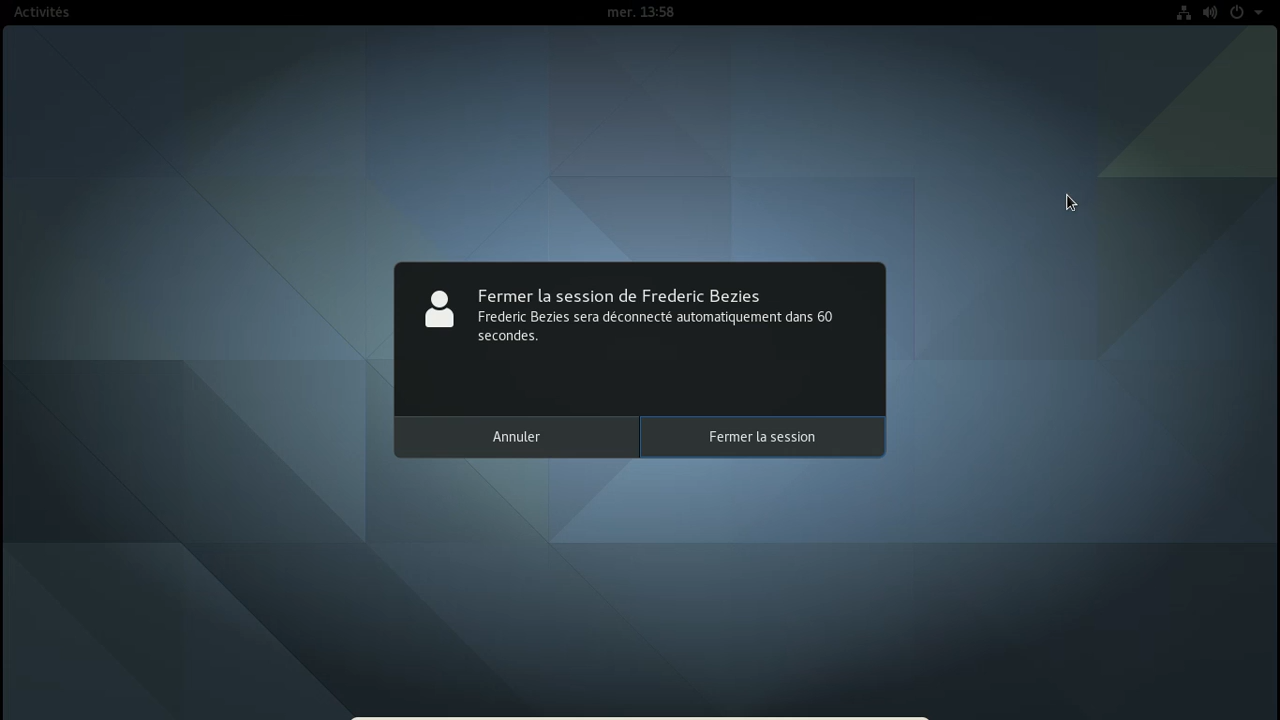 Activités
mer. 13:58
Fermer la session de Frederic Bezies
Frederic Bezies sera déconnecté automatiquement dans 60
secondes.
Annuler
Fermer la session